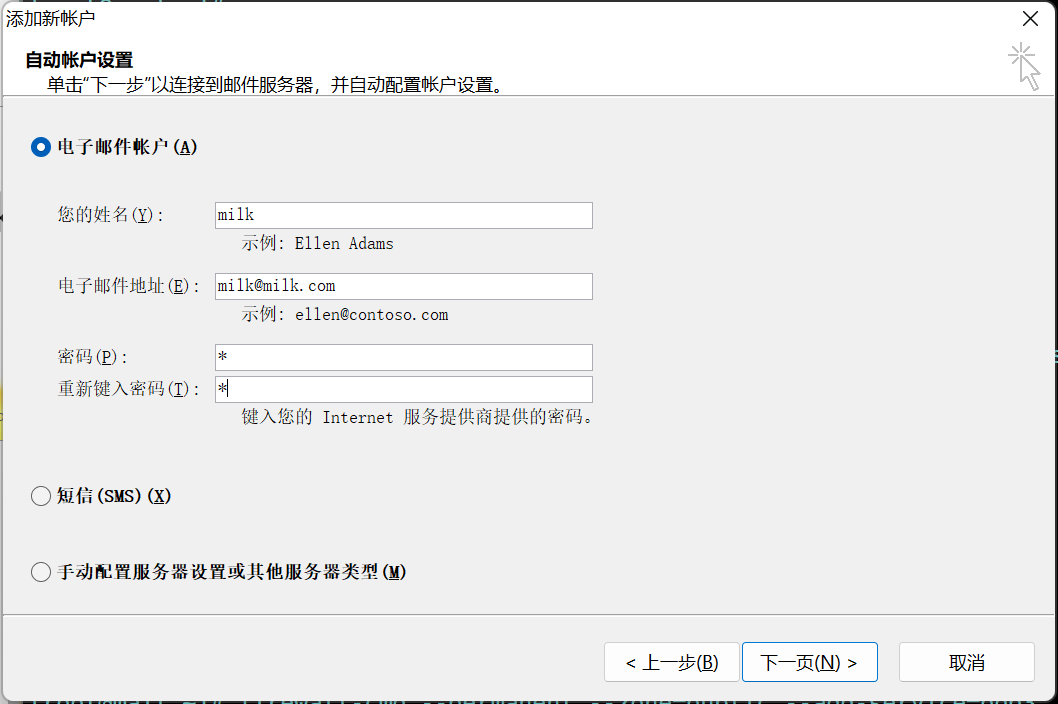 添加新帐户
自动帐户设置
单击“下一步”以连接到邮件服务器，并自动配置帐户设置。
电子邮件帐户(A)
您的姓名(Y)： milk
示例: Ellen Adams
电子邮件地址(E)： milk@milk.com
示例: ellen@contoso.com
密码(P)： *
重新键入密码(T)： *
键入您的 Internet 服务提供商提供的密码。
短信(SMS)(X)
手动配置服务器设置或其他服务器类型(M)
< 上一步(B) 下一页(N) > 取消